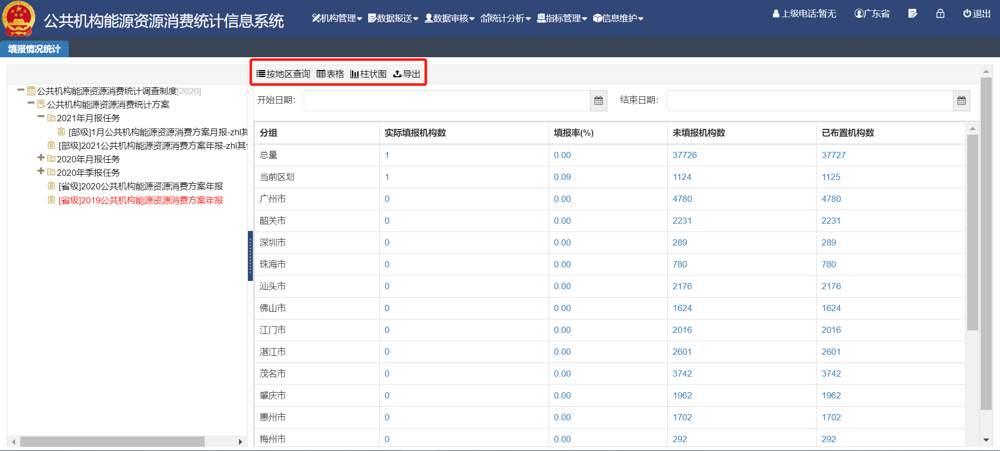 公共机构能源资源消费统计信息系统
机构管理 数据报送 数据审核 统计分析 指标管理 信息维护
上级电话:暂无 广东省 退出
填报情况统计
公共机构能源资源消费统计调查制度[2020]
公共机构能源资源消费统计方案
2021年月报任务
[部级]1月公共机构能源资源消费方案月报-zhl
[部级]2021公共机构能源资源消费方案年报-zhl其
2020年月报任务
2020年季报任务
[省级]2020公共机构能源资源消费方案年报
[省级]2019公共机构能源资源消费方案年报
按地区查询 表格 柱状图 导出
开始日期: 结束日期:
分组 实际填报机构数 填报率(%) 未填报机构数 已布置机构数
总量 1 0.00 37726 37727
当前区划 1 0.09 1124 1125
广州市 0 0.00 4780 4780
韶关市 0 0.00 2231 2231
深圳市 0 0.00 289 289
珠海市 0 0.00 780 780
汕头市 0 0.00 2176 2176
佛山市 0 0.00 1624 1624
江门市 0 0.00 2016 2016
湛江市 0 0.00 2601 2601
茂名市 0 0.00 3742 3742
肇庆市 0 0.00 1962 1962
惠州市 0 0.00 1702 1702
梅州市 0 0.00 292 292